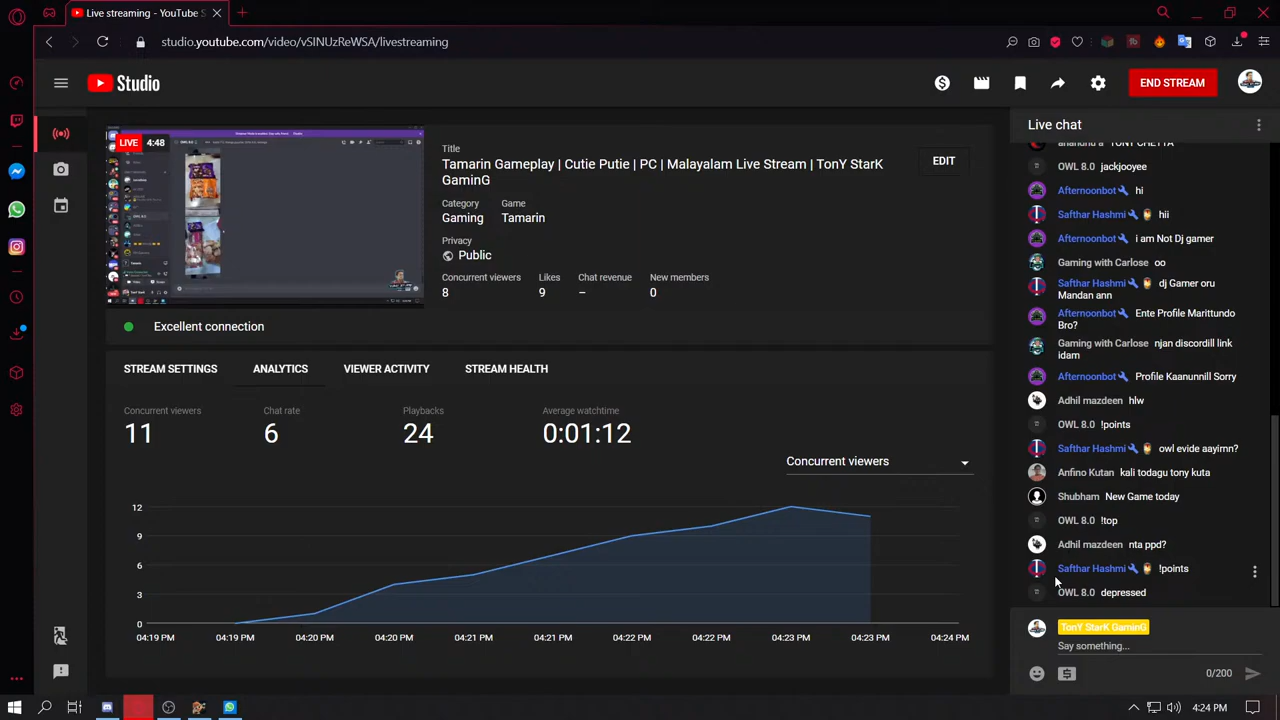 Live streaming - YouTube S
studio.youtube.com/video/vSINUzReWSA/livestreaming
Studio
END STREAM
LIVE 4:48
Title
Tamarin Gameplay | Cutie Putie | PC | Malayalam Live Stream | TonY StarK
GaminG
EDIT
Category
Gaming
Game
Tamarin
Privacy
Public
Concurrent viewers
8
Likes
9
Chat revenue
–
New members
0
Excellent connection
STREAM SETTINGS
ANALYTICS
VIEWER ACTIVITY
STREAM HEALTH
Concurrent viewers
11
Chat rate
6
Playbacks
24
Average watchtime
0:01:12
Concurrent viewers
12
9
6
3
0
04:19 PM 04:19 PM 04:20 PM 04:20 PM 04:21 PM 04:21 PM 04:22 PM 04:22 PM 04:23 PM 04:23 PM 04:24 PM
Live chat
OWL 8.0 jackjooyee
Afternoonbot hi
Safthar Hashmi hii
Afternoonbot i am Not Dj gamer
Gaming with Carlose oo
Safthar Hashmi dj Gamer oru
Mandan ann
Afternoonbot Ente Profile Marittundo
Bro?
Gaming with Carlose njan discordill link
idam
Afternoonbot Profile Kaanunnill Sorry
Adhil mazdeen hlw
OWL 8.0 !points
Safthar Hashmi owl evide aayirnn?
Anfino Kutan kali todagu tony kuta
Shubham New Game today
OWL 8.0 !top
Adhil mazdeen nta ppd?
Safthar Hashmi !points
OWL 8.0 depressed
TonY StarK GaminG
Say something...
0/200
4:24 PM